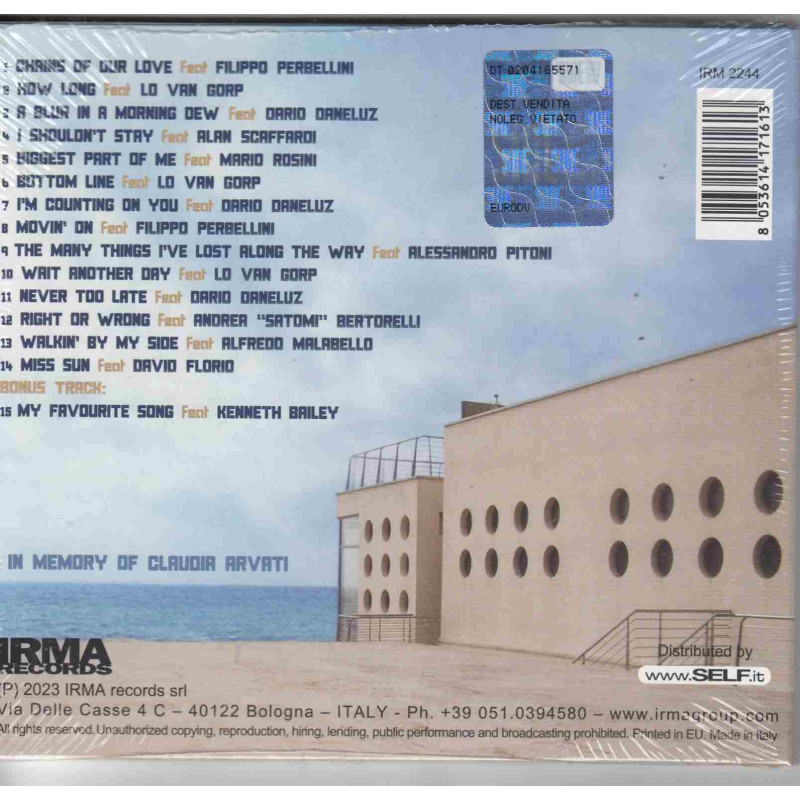 1 CHAINS OF OUR LOVE Feat FILIPPO PERBELLINI
2 HOW LONG Feat LO VAN GORP
3 A BLUR IN A MORNING DEW Feat DARIO DANELUZ
4 I SHOULDN'T STAY Feat ALAN SCAFFARDI
5 BIGGEST PART OF ME Feat MARIO ROSINI
6 BOTTOM LINE Feat LO VAN GORP
7 I'M COUNTING ON YOU Feat DARIO DANELUZ
8 MOVIN' ON Feat FILIPPO PERBELLINI
9 THE MANY THINGS I'VE LOST ALONG THE WAY Feat ALESSANDRO PITONI
10 WAIT ANOTHER DAY Feat LO VAN GORP
11 NEVER TOO LATE Feat DARIO DANELUZ
12 RIGHT OR WRONG Feat ANDREA "SATOMI" BERTORELLI
13 WALKIN' BY MY SIDE Feat ALFREDO MALABELLO
14 MISS SUN Feat DAVID FLORIO
BONUS TRACK:
15 MY FAVOURITE SONG Feat KENNETH BAILEY
DT 0204165571
DEST.VENDITA
NOLEG.VIETATO
EURODV
IRM 2244
8 053614 171613
IN MEMORY OF CLAUDIA ARVATI
IRMA
RECORDS
Distributed by
www.SELF.it
(P) 2023 IRMA records srl
Via Delle Casse 4 C – 40122 Bologna – ITALY - Ph. +39 051.0394580 – www.irmagroup.com
All rights reserved. Unauthorized copying, reproduction, hiring, lending, public performance and broadcasting prohibited. Printed in EU. Made in Italy